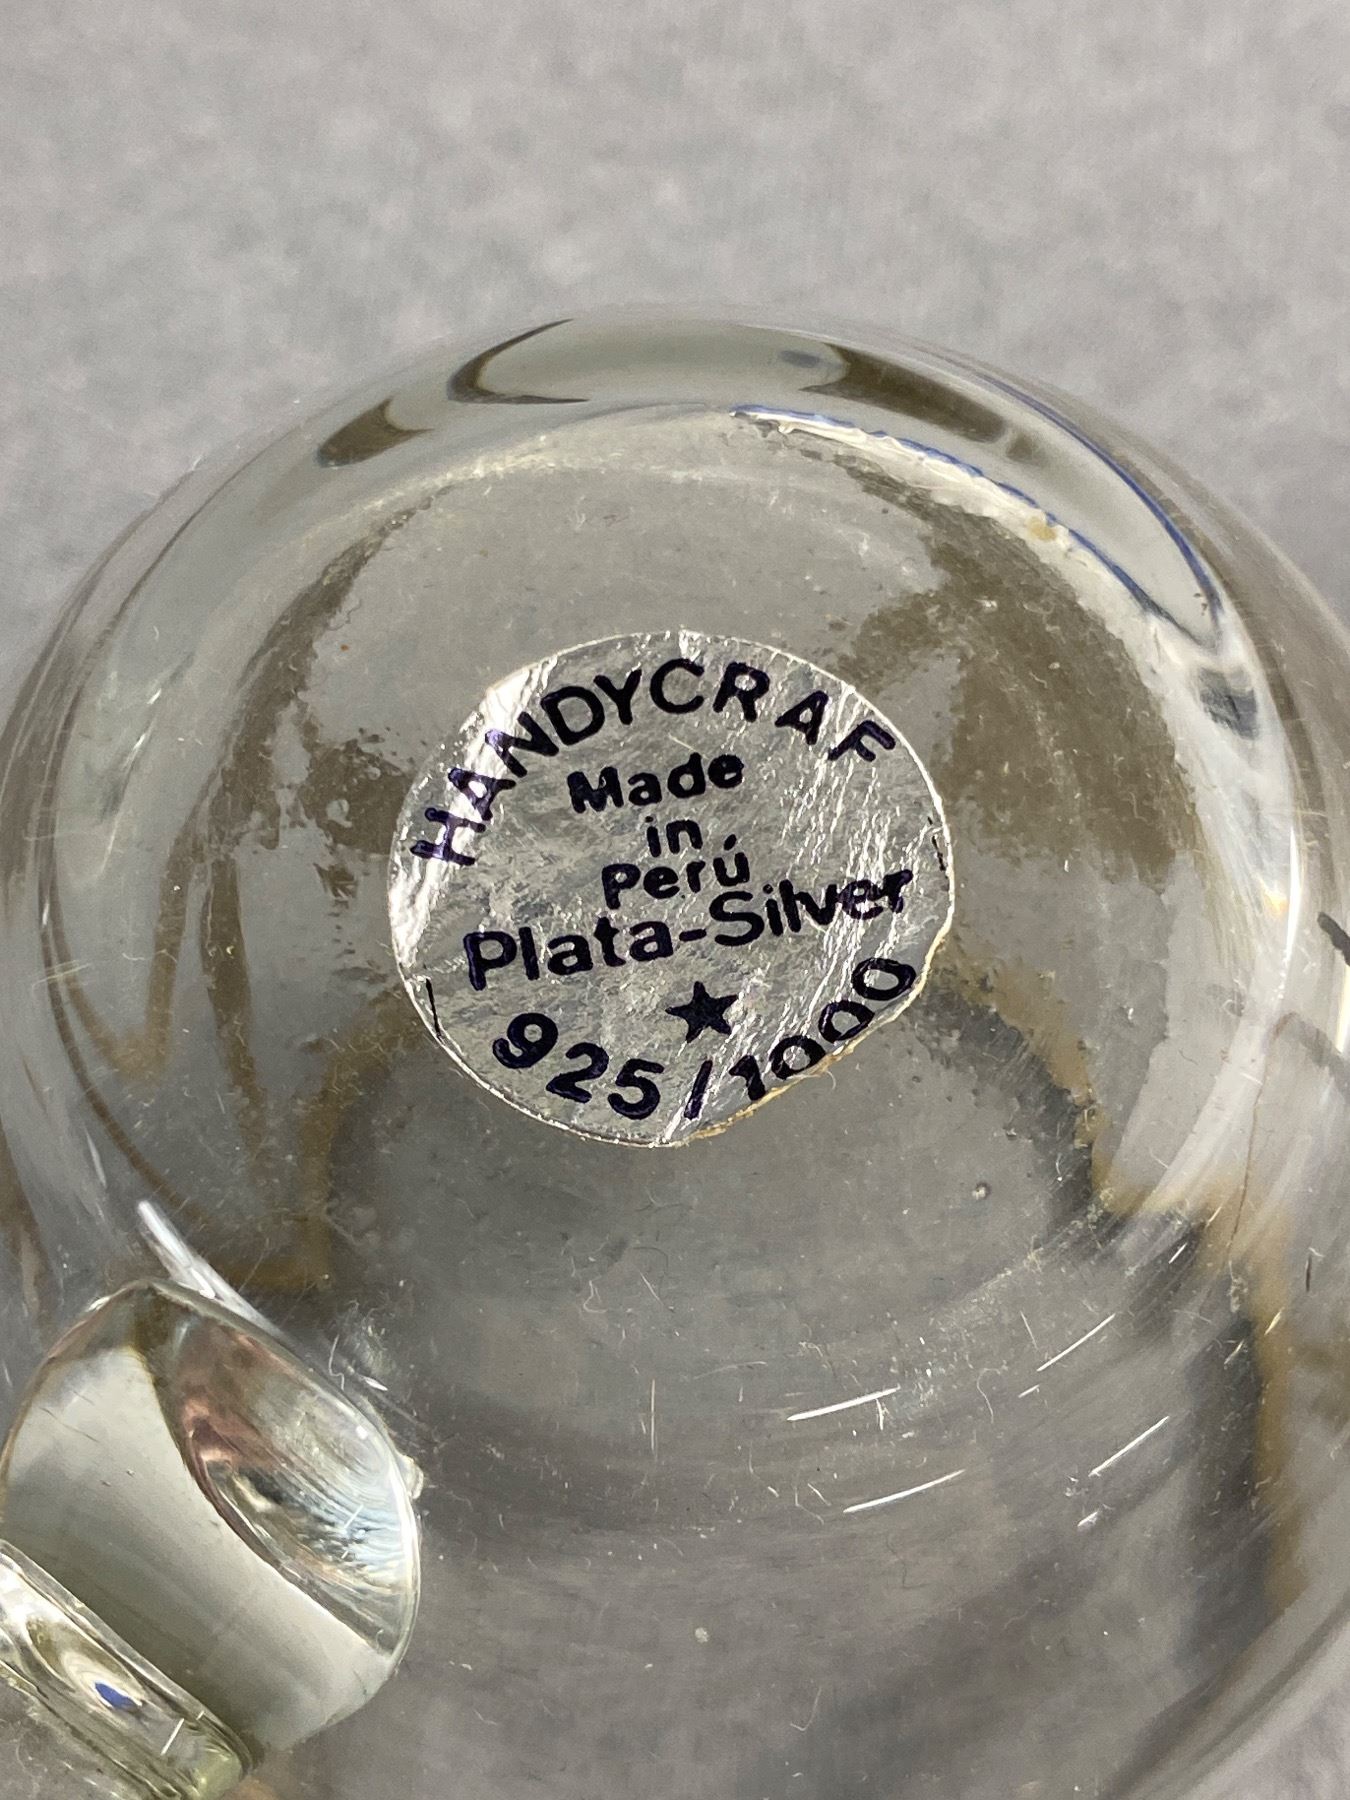 HANDYCRAF
Made
in
Perú
Plata-Silver
★
925/1000